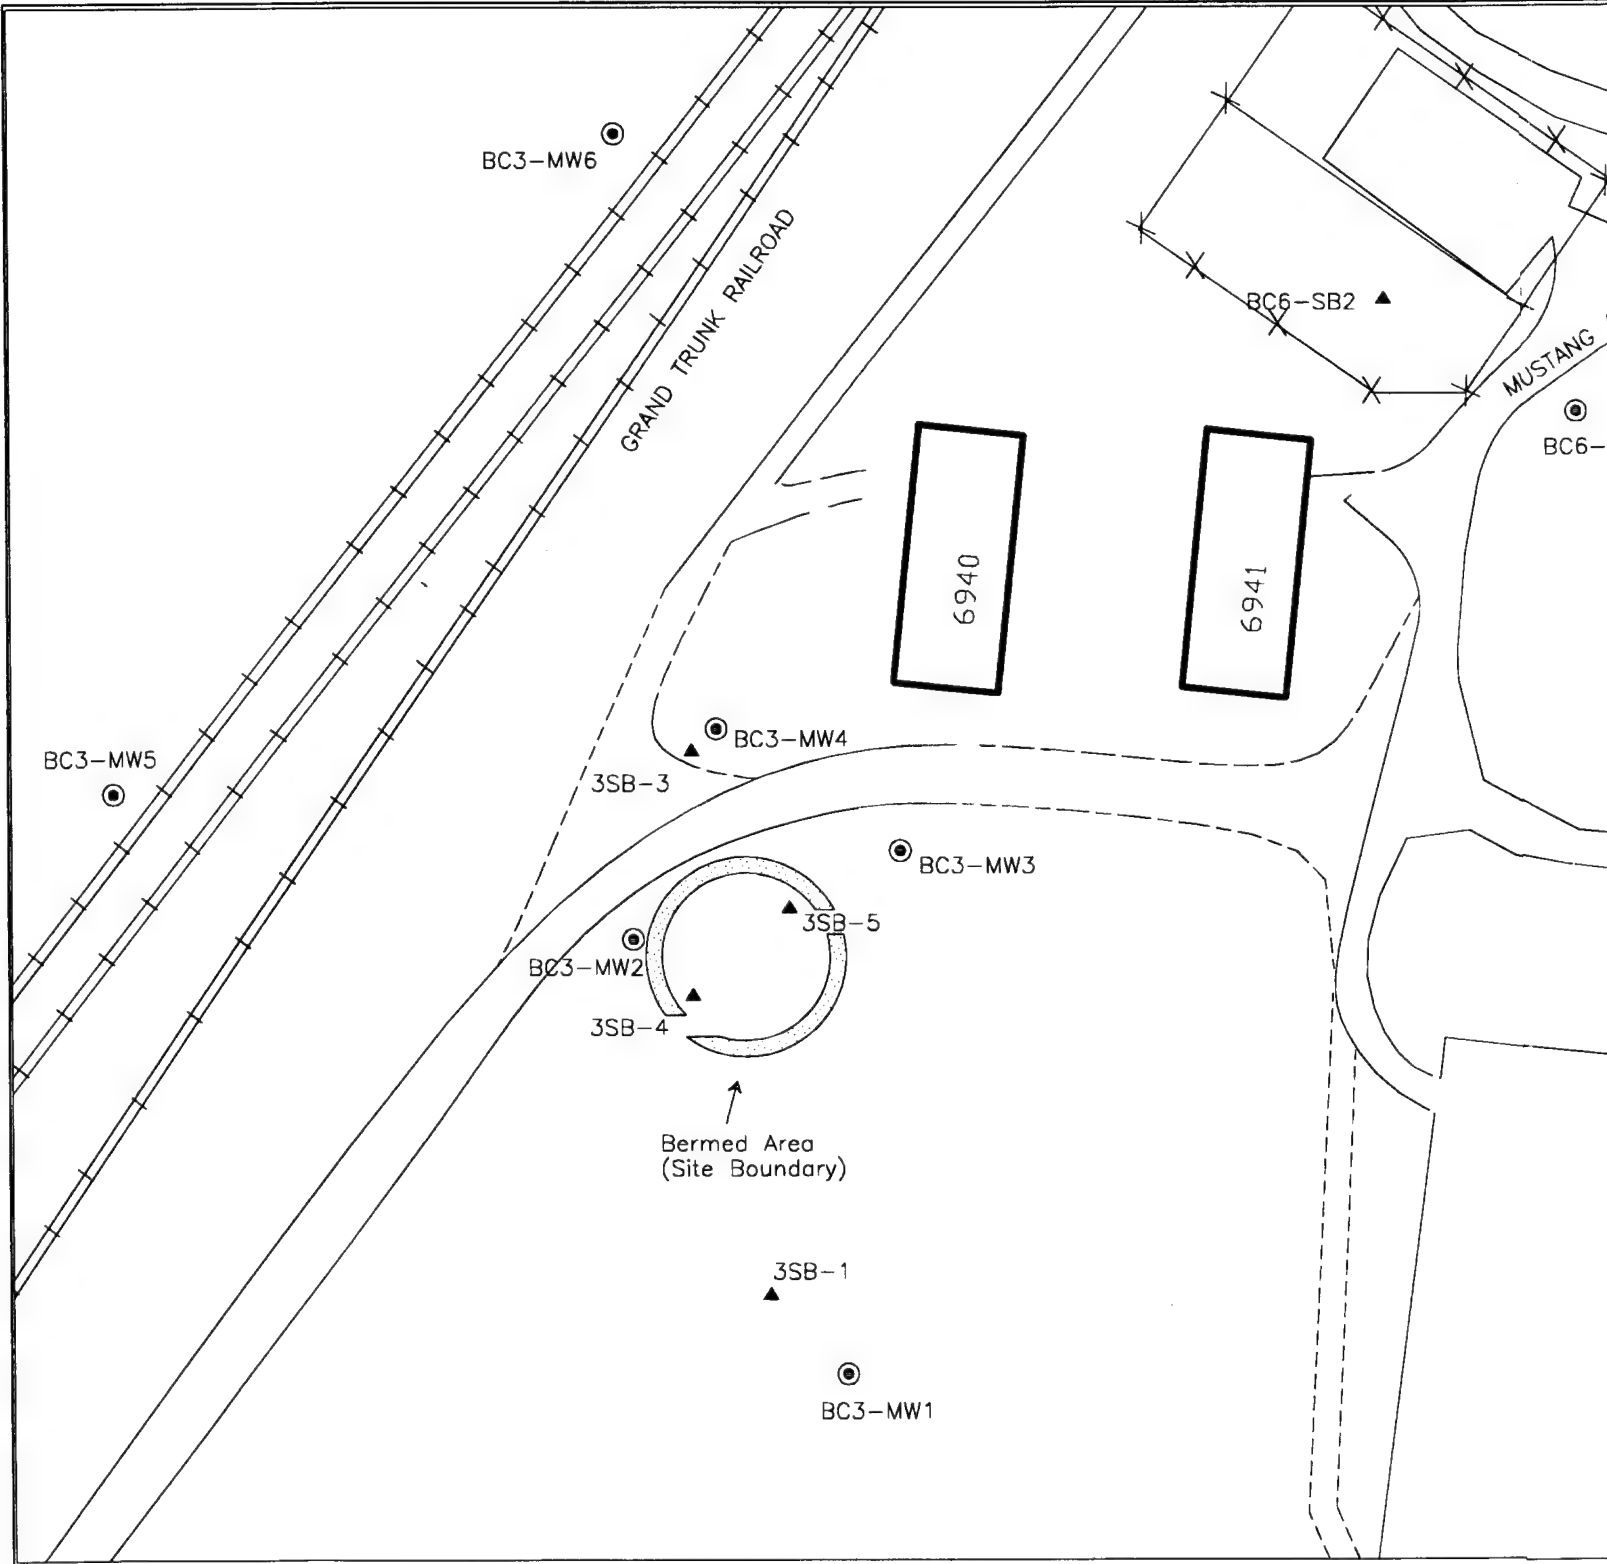 BC3-MW6
GRAND TRUNK RAILROAD
BC6-SB2
MUSTANG
BC6-
6940
6941
BC3-MW4
BC3-MW5
3SB-3
BC3-MW3
3SB-5
BC3-MW2
3SB-4
Bermed Area
(Site Boundary)
3SB-1
BC3-MW1